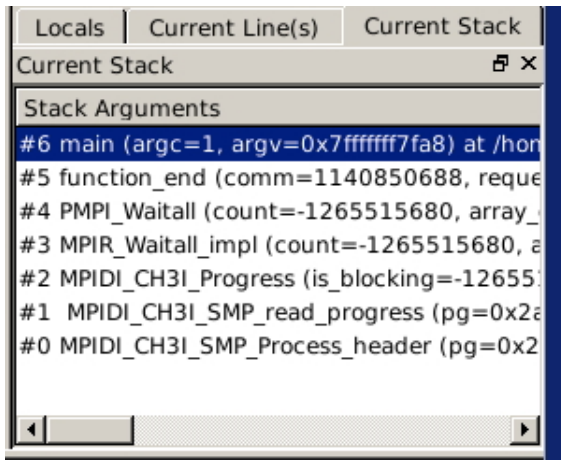 Locals Current Line(s) Current Stack
Current Stack
Stack Arguments
#6 main (argc=1, argv=0x7fffffff7fa8) at /hon
#5 function_end (comm=1140850688, reque
#4 PMPI_Waitall (count=-1265515680, array_
#3 MPIR_Waitall_impl (count=-1265515680, a
#2 MPIDI_CH3I_Progress (is_blocking=-12655
#1 MPIDI_CH3I_SMP_read_progress (pg=0x2a
#0 MPIDI_CH3I_SMP_Process_header (pg=0x2